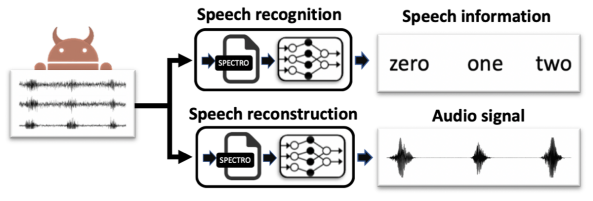 Speech recognition
Speech information
SPECTRO
zero one two
Speech reconstruction
Audio signal
SPECTRO